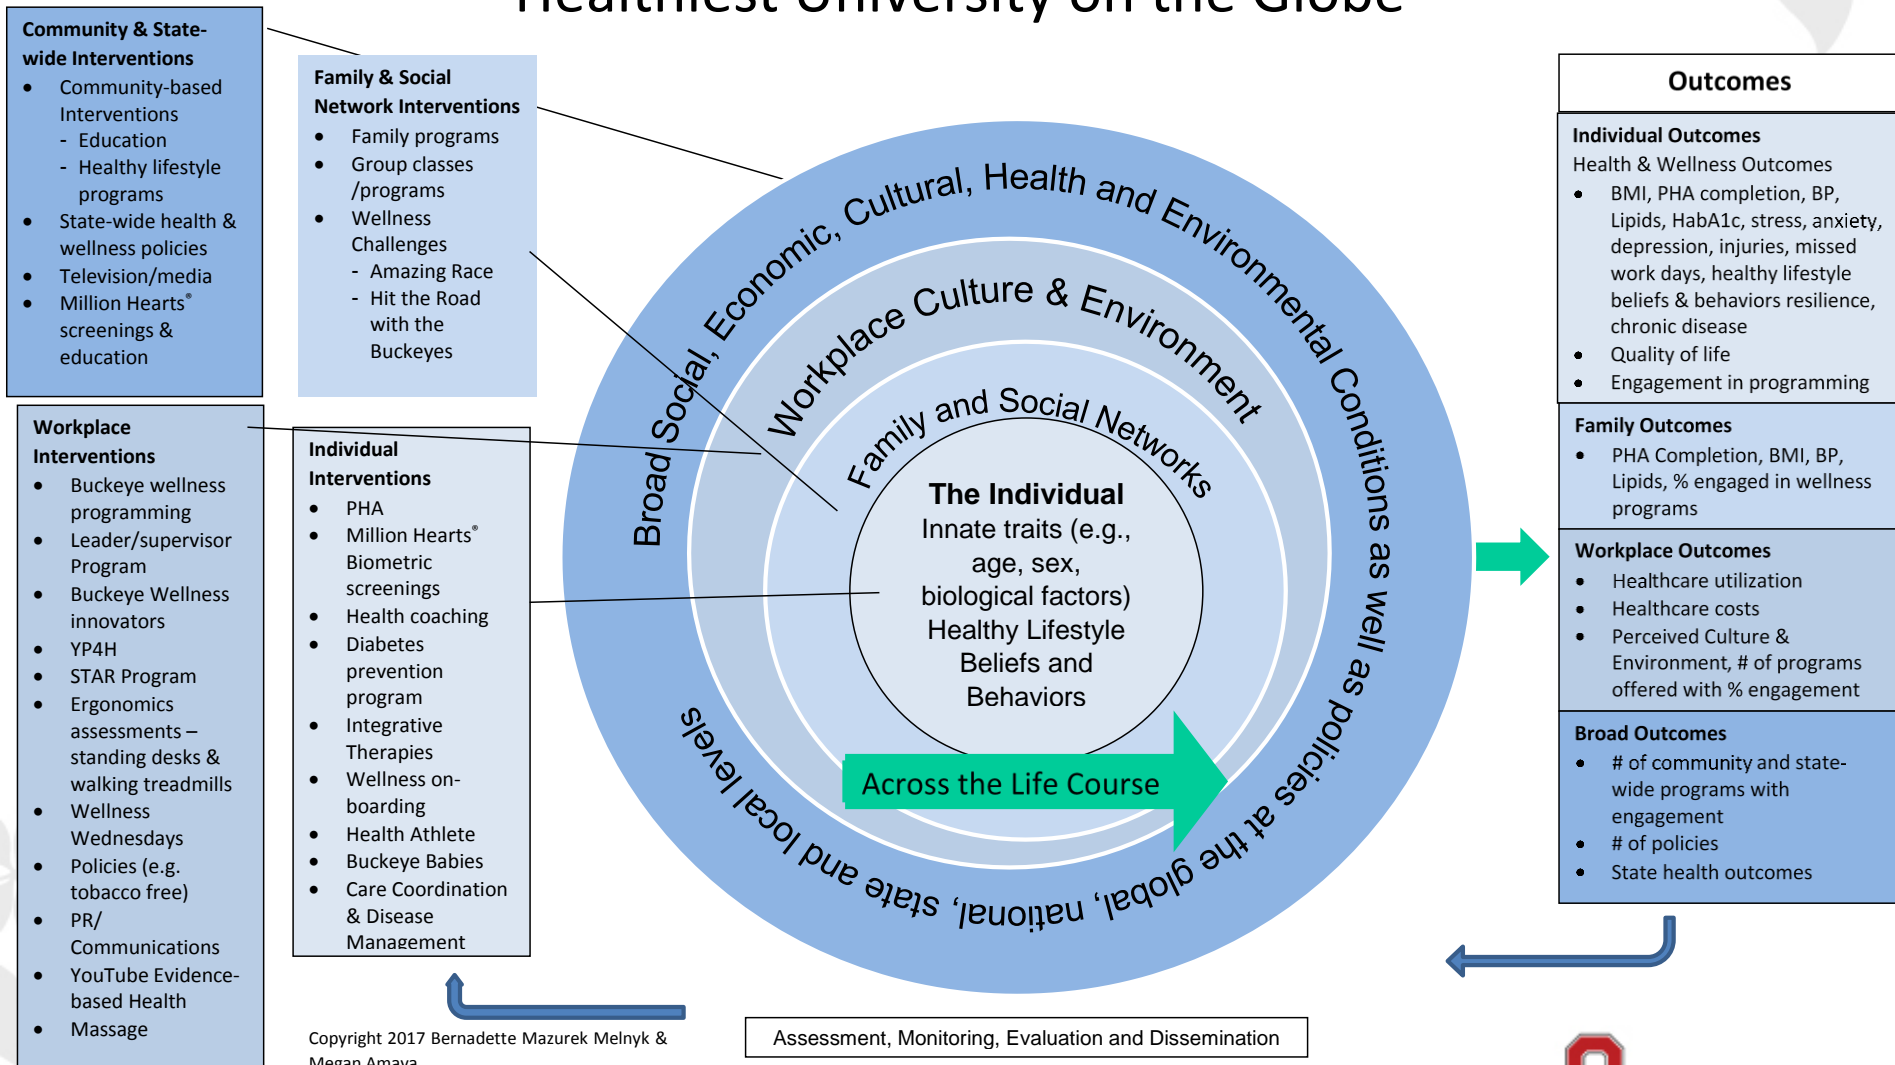 Healthiest University on the Globe
Community & State-
wide Interventions
• Community-based
Interventions
- Education
- Healthy lifestyle
programs
• State-wide health &
wellness policies
• Television/media
• Million Hearts®
screenings &
education
Family & Social
Network Interventions
• Family programs
• Group classes
/programs
• Wellness
Challenges
- Amazing Race
- Hit the Road
with the
Buckeyes
Workplace
Interventions
• Buckeye wellness
programming
• Leader/supervisor
Program
• Buckeye Wellness
innovators
• YP4H
• STAR Program
• Ergonomics
assessments –
standing desks &
walking treadmills
• Wellness
Wednesdays
• Policies (e.g.
tobacco free)
• PR/
Communications
• YouTube Evidence-
based Health
• Massage
Individual
Interventions
• PHA
• Million Hearts®
Biometric
screenings
• Health coaching
• Diabetes
prevention
program
• Integrative
Therapies
• Wellness on-
boarding
• Health Athlete
• Buckeye Babies
• Care Coordination
& Disease
Management
Broad Social, Economic, Cultural, Health and Environmental Conditions as well as policies at the global, national, state and local levels
Workplace Culture & Environment
Family and Social Networks
The Individual
Innate traits (e.g.,
age, sex,
biological factors)
Healthy Lifestyle
Beliefs and
Behaviors
Across the Life Course
Outcomes
Individual Outcomes
Health & Wellness Outcomes
• BMI, PHA completion, BP,
Lipids, HabA1c, stress, anxiety,
depression, injuries, missed
work days, healthy lifestyle
beliefs & behaviors resilience,
chronic disease
• Quality of life
• Engagement in programming
Family Outcomes
• PHA Completion, BMI, BP,
Lipids, % engaged in wellness
programs
Workplace Outcomes
• Healthcare utilization
• Healthcare costs
• Perceived Culture &
Environment, # of programs
offered with % engagement
Broad Outcomes
• # of community and state-
wide programs with
engagement
• # of policies
• State health outcomes
Assessment, Monitoring, Evaluation and Dissemination
Copyright 2017 Bernadette Mazurek Melnyk &
Megan Amaya